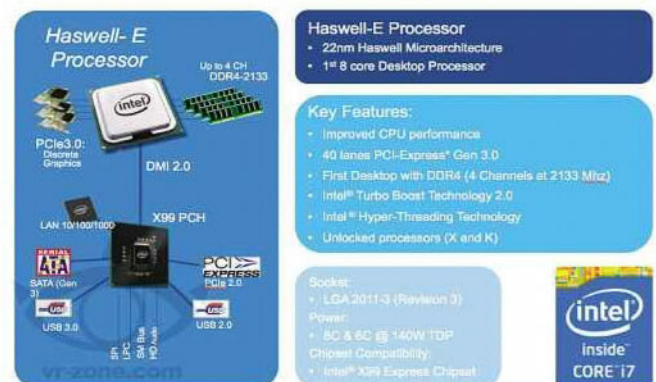 Haswell- E
Processor
Up to 4 CH
DDR4-2133
intel
PCIe3.0:
Discrete
Graphics
DMI 2.0
LAN 10/100/1000
X99 PCH
SERIAL
ATA
SATA (Gen
3)
PCI
EXPRESS
PCIe 2.0
USB
USB 3.0
USB
USB 2.0
SPI
LPC
SM Bus
HD Audio
vr-zone.com
Haswell-E Processor
• 22nm Haswell Microarchitecture
• 1st 8 core Desktop Processor
Key Features:
• Improved CPU performance
• 40 lanes PCI-Express* Gen 3.0
• First Desktop with DDR4 (4 Channels at 2133 Mhz)
• Intel® Turbo Boost Technology 2.0
• Intel® Hyper-Threading Technology
• Unlocked processors (X and K)
Socket:
• LGA 2011-3 (Revision 3)
Power:
• 8C & 6C @ 140W TDP
Chipset Compatibility:
• Intel® X99 Express Chipset
intel
inside™
CORE™ i7